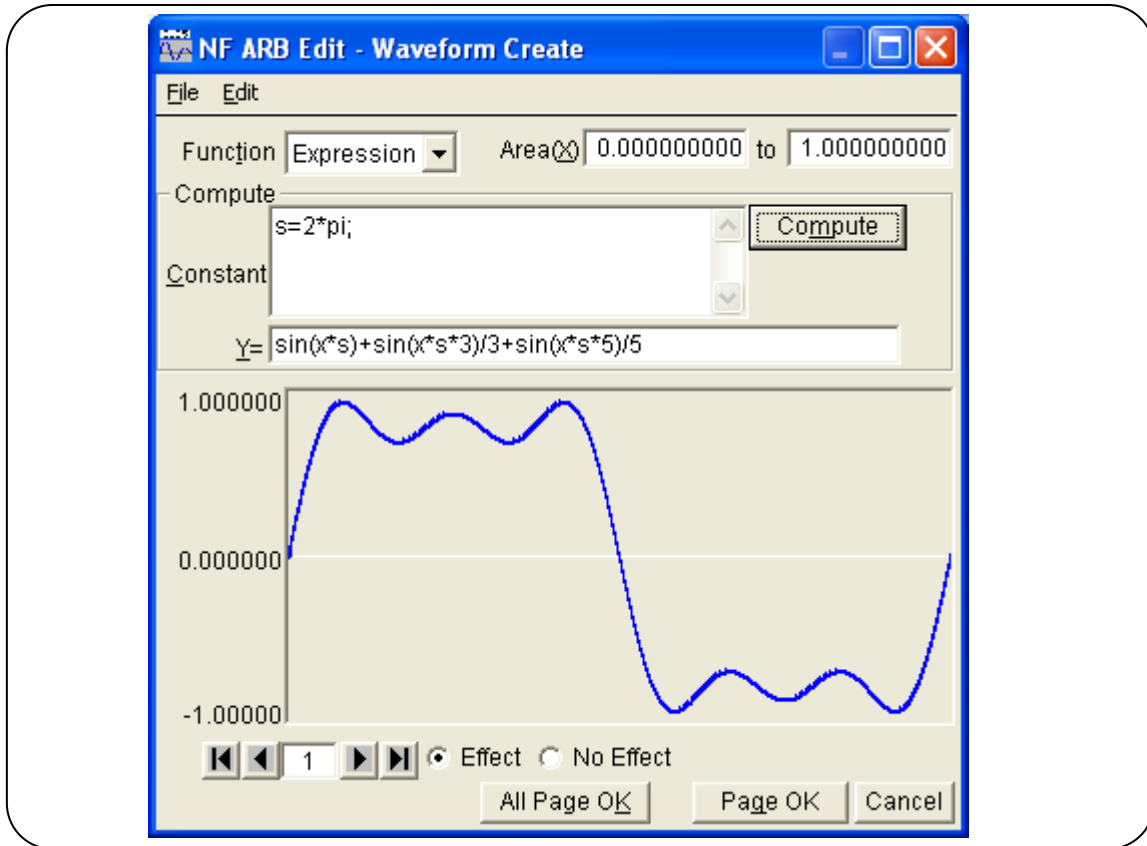 NF ARB Edit - Waveform Create
File Edit
Function Expression Area(X) 0.000000000 to 1.000000000
Compute
s=2*pi;
Compute
Constant
Y= sin(x*s)+sin(x*s*3)/3+sin(x*s*5)/5
1.000000
0.000000
-1.00000
1 Effect No Effect
All Page OK Page OK Cancel